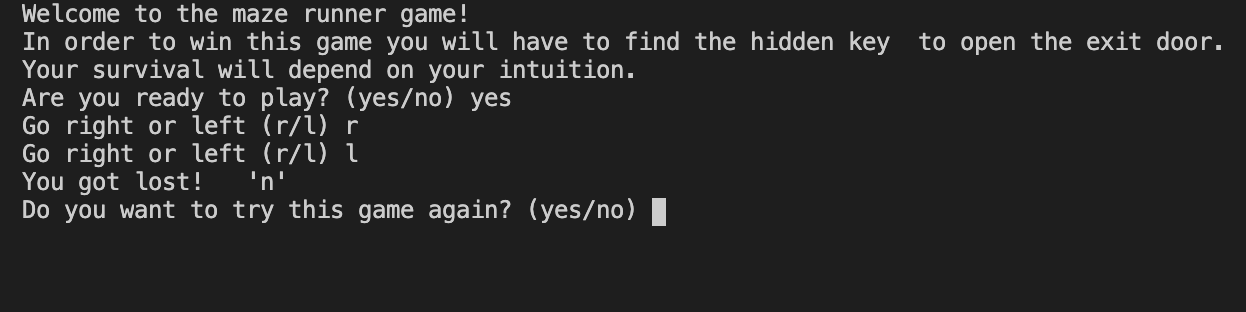 Welcome to the maze runner game!
In order to win this game you will have to find the hidden key  to open the exit door.
Your survival will depend on your intuition.
Are you ready to play? (yes/no) yes
Go right or left (r/l) r
Go right or left (r/l) l
You got lost!   'n'
Do you want to try this game again? (yes/no)